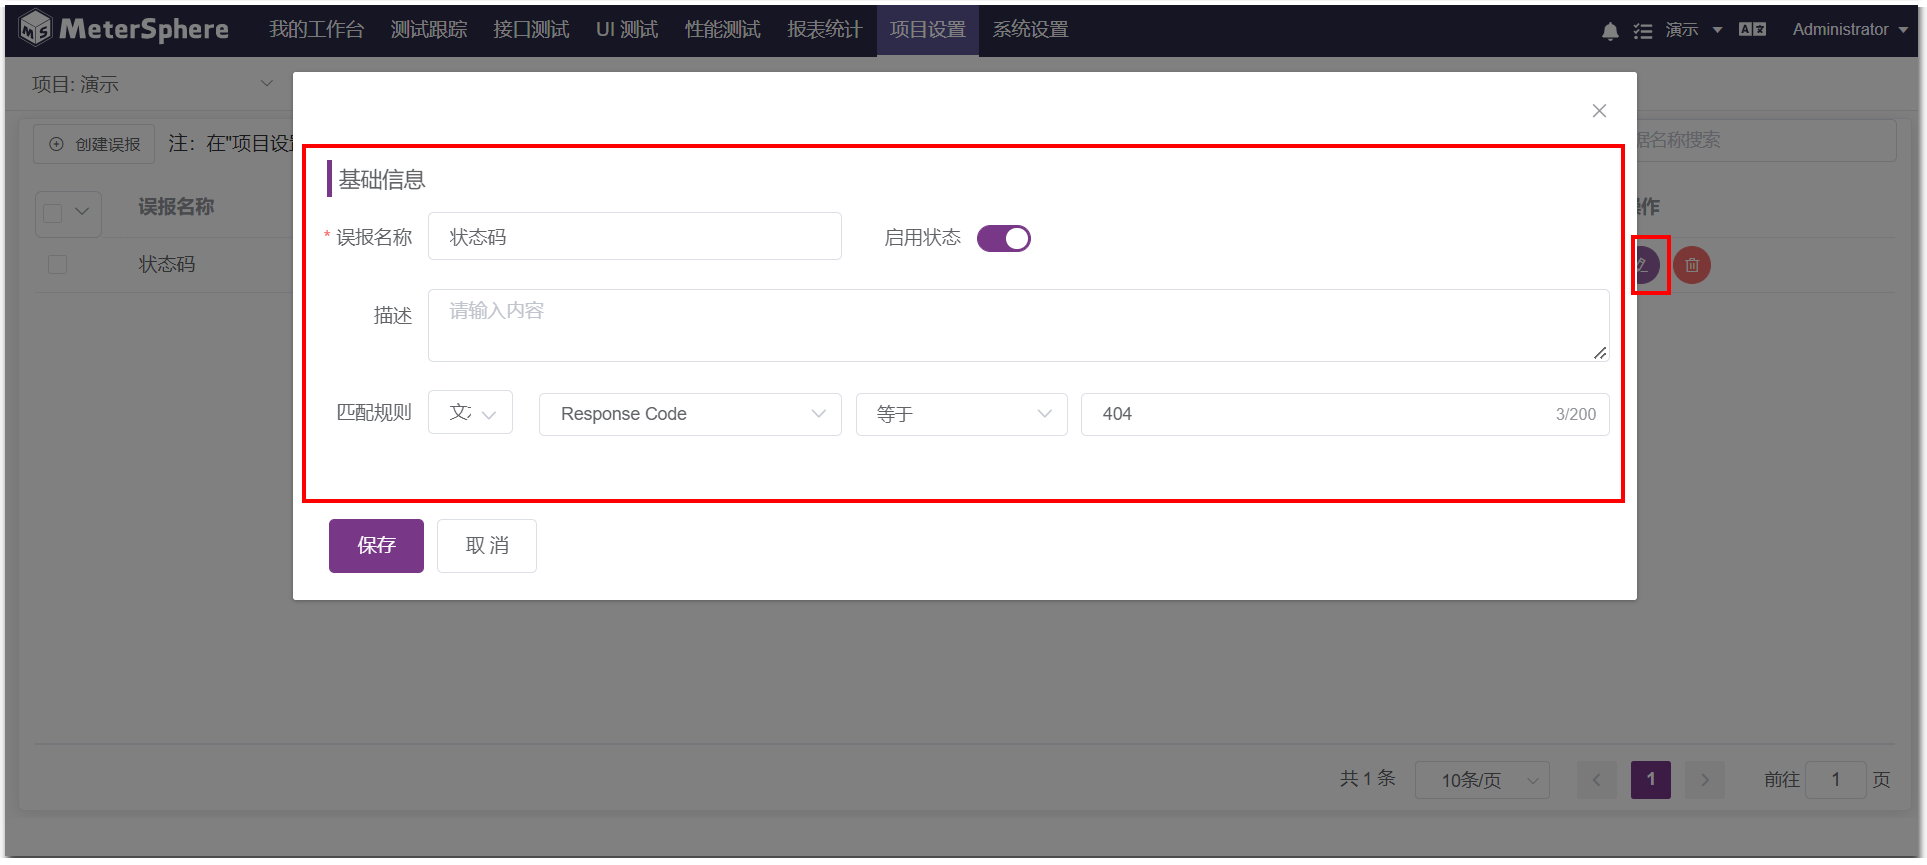 MeterSphere 我的工作台 测试跟踪 接口测试 UI 测试 性能测试 报表统计 项目设置 系统设置 演示 Administrator
项目: 演示
创建误报 注：在"项目设 名称搜索
误报名称 作
状态码
基础信息
* 误报名称 状态码 启用状态
描述 请输入内容
匹配规则 文 Response Code 等于 404 3/200
保存 取 消
共 1 条 10条/页 1 前往 1 页